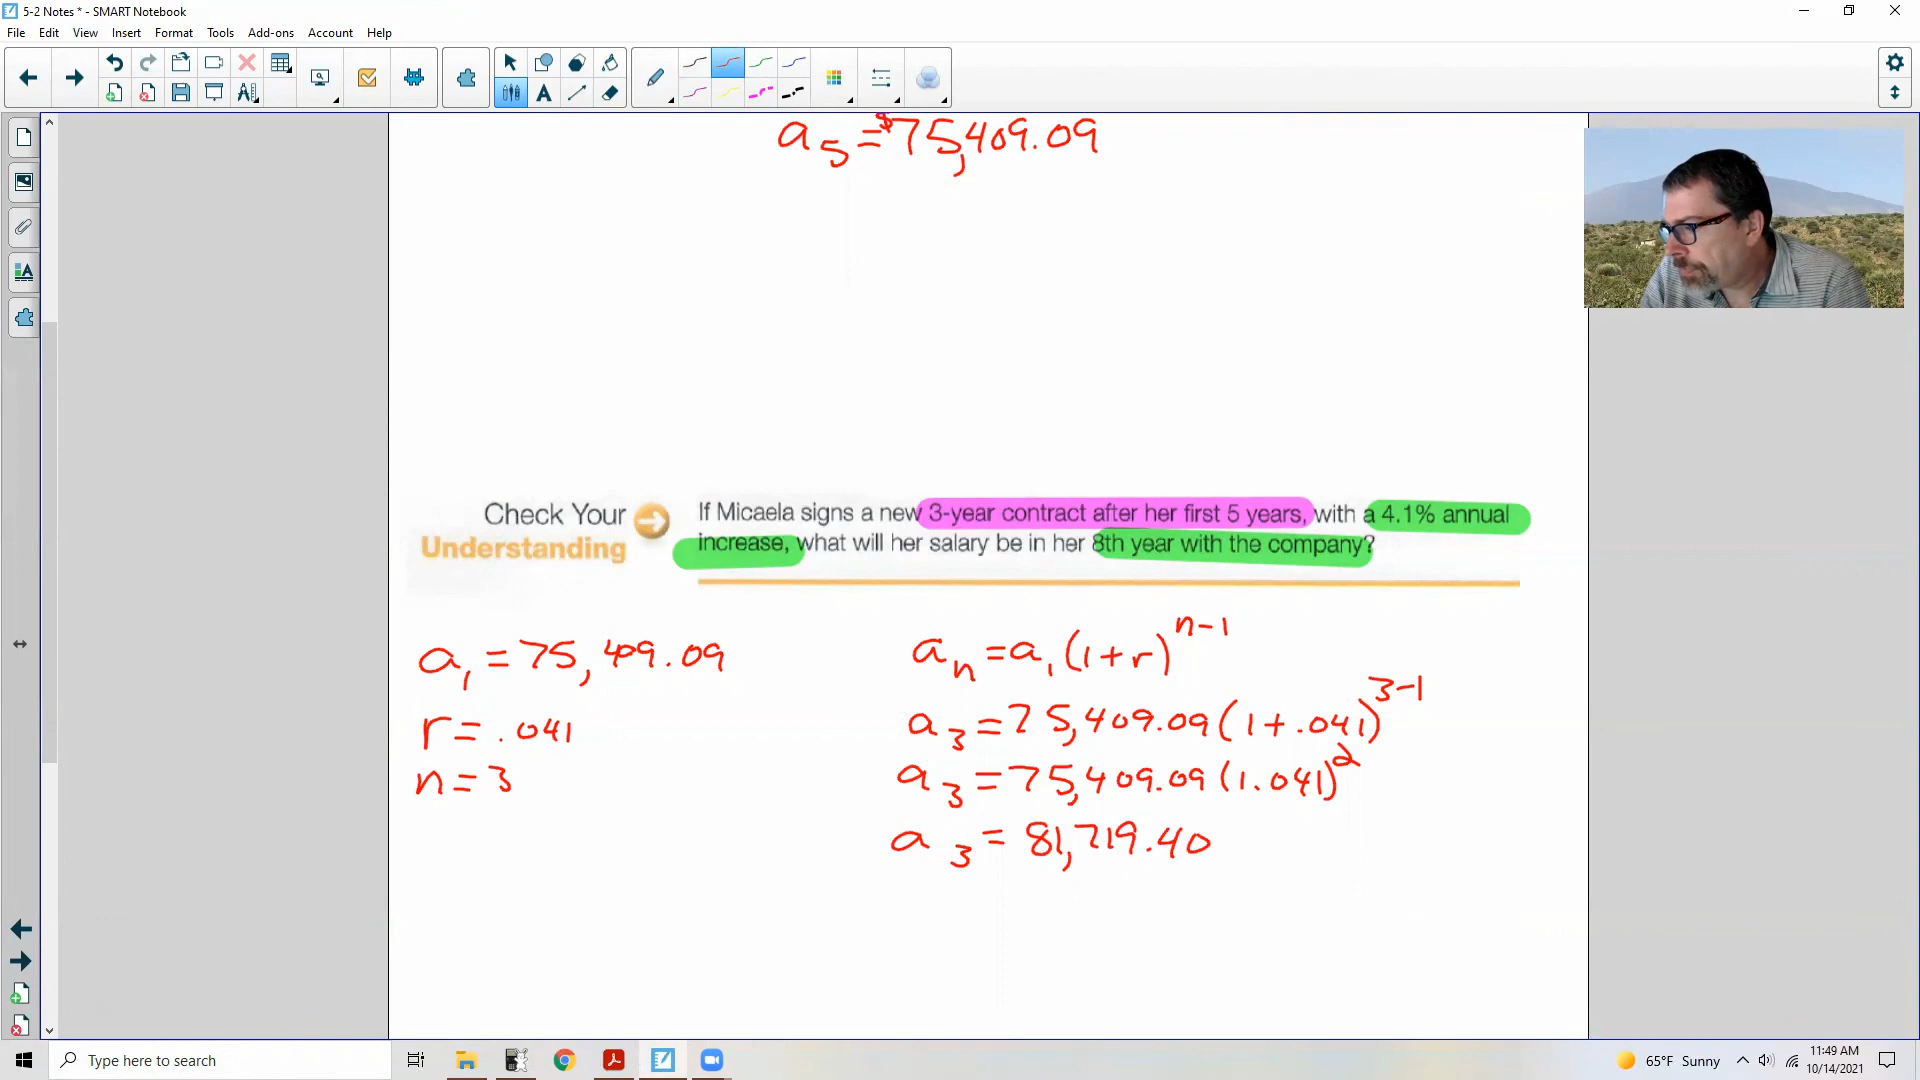 5-2 Notes * - SMART Notebook
File Edit View Insert Format Tools Add-ons Account Help
a5 = $75,409.09
Check Your
Understanding
If Micaela signs a new 3-year contract after her first 5 years, with a 4.1% annual
increase, what will her salary be in her 8th year with the company?
a1 = 75,409.09
r = .041
n = 3
an = a1 (1+r)^n-1
a3 = 75,409.09 (1 + .041)^3-1
a3 = 75,409.09 (1.041)^2
a3 = 81,719.40
Type here to search
65°F Sunny
11:49 AM
10/14/2021